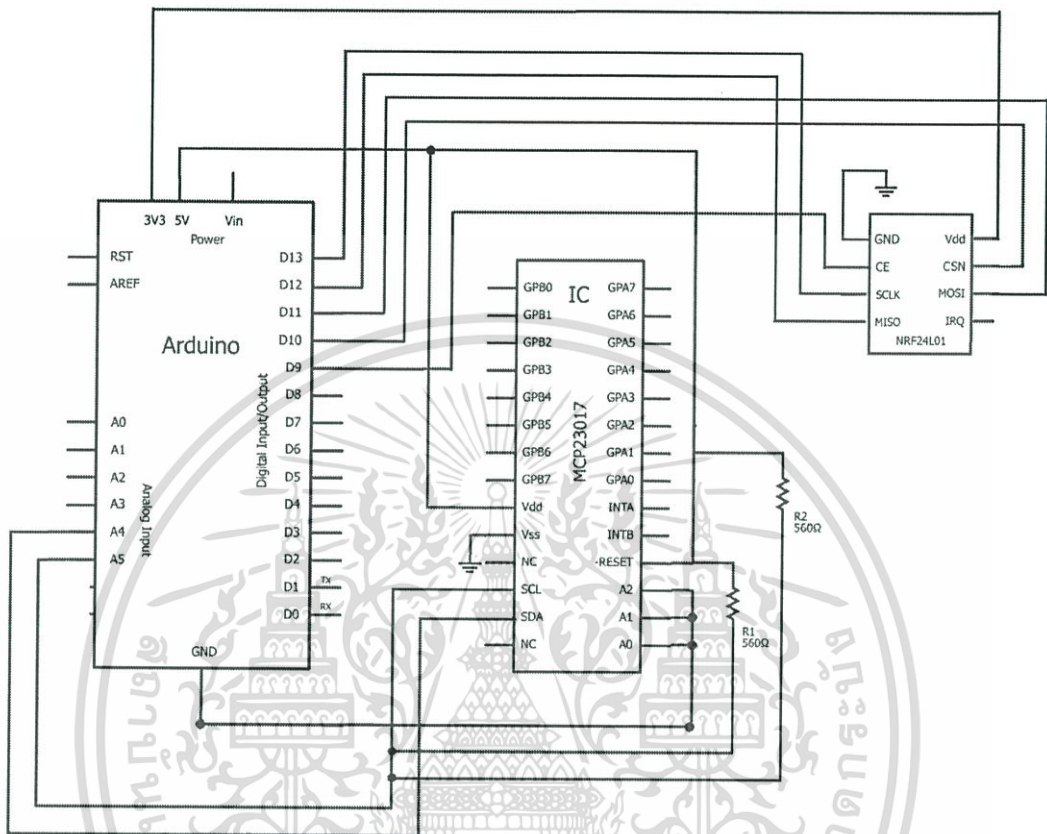 3V3 5V Vin
Power
RST
AREF
Arduino
A0
A1
A2
A3
A4
A5
Analog Input
D13
D12
D11
D10
D9
D8
D7
D6
D5
D4
D3
D2
D1 TX
D0 RX
Digital Input/Output
GND
IC
MCP23017
GPB0
GPB1
GPB2
GPB3
GPB4
GPB5
GPB6
GPB7
Vdd
Vss
NC
SCL
SDA
NC
GPA7
GPA6
GPA5
GPA4
GPA3
GPA2
GPA1
GPA0
INTA
INTB
-RESET
A2
A1
A0
R2
560Ω
R1
560Ω
GND
CE
SCLK
MISO
Vdd
CSN
MOSI
IRQ
NRF24L01